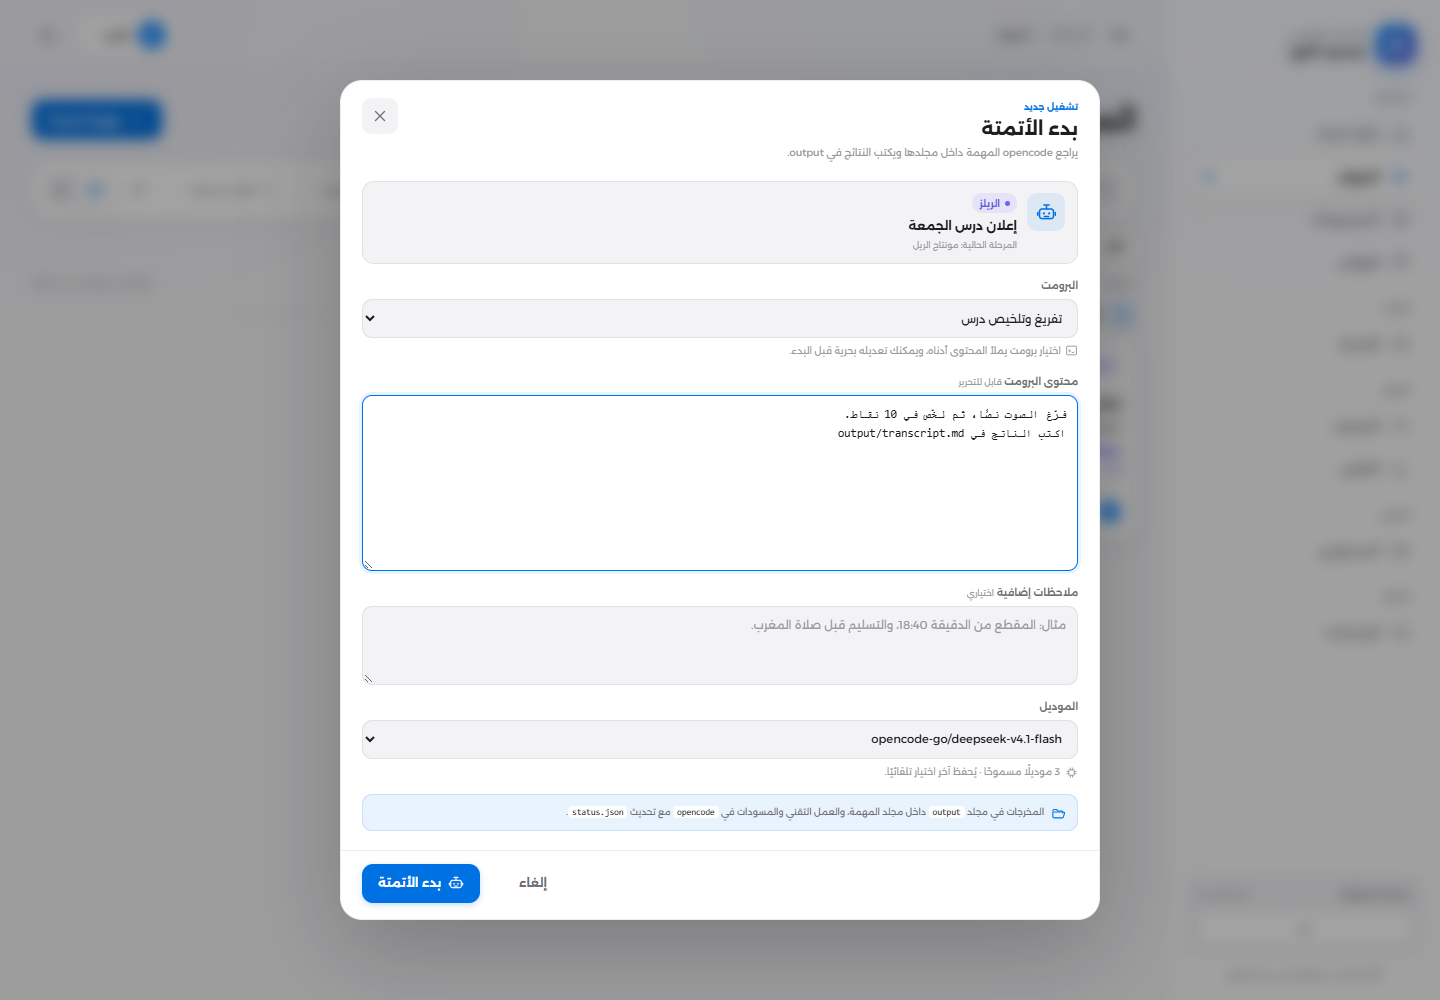 تشغيل جديد
بدء الأتمتة
يراجع opencode المهمة داخل مجلدها ويكتب النتائج في output.
الريلز
إعلان درس الجمعة
المرحلة الحالية: مونتاج الريل
البرومت
تفريغ وتلخيص درس
اختيار برومت يملأ المحتوى أدناه، ويمكنك تعديله بحرية قبل البدء.
محتوى البرومت قابل للتحرير
فرّغ الصوت نصًا، ثم لخّص في 10 نقاط.
اكتب الناتج في output/transcript.md
ملاحظات إضافية اختياري
مثال: المقطع من الدقيقة 18:40، والتسليم قبل صلاة المغرب.
الموديل
opencode-go/deepseek-v4.1-flash
3 موديلًا مسموحًا · يُحفظ آخر اختيار تلقائيًا.
المخرجات في مجلد output داخل مجلد المهمة، والعمل التقني والمسودات في opencode مع تحديث status.json.
بدء الأتمتة
إلغاء